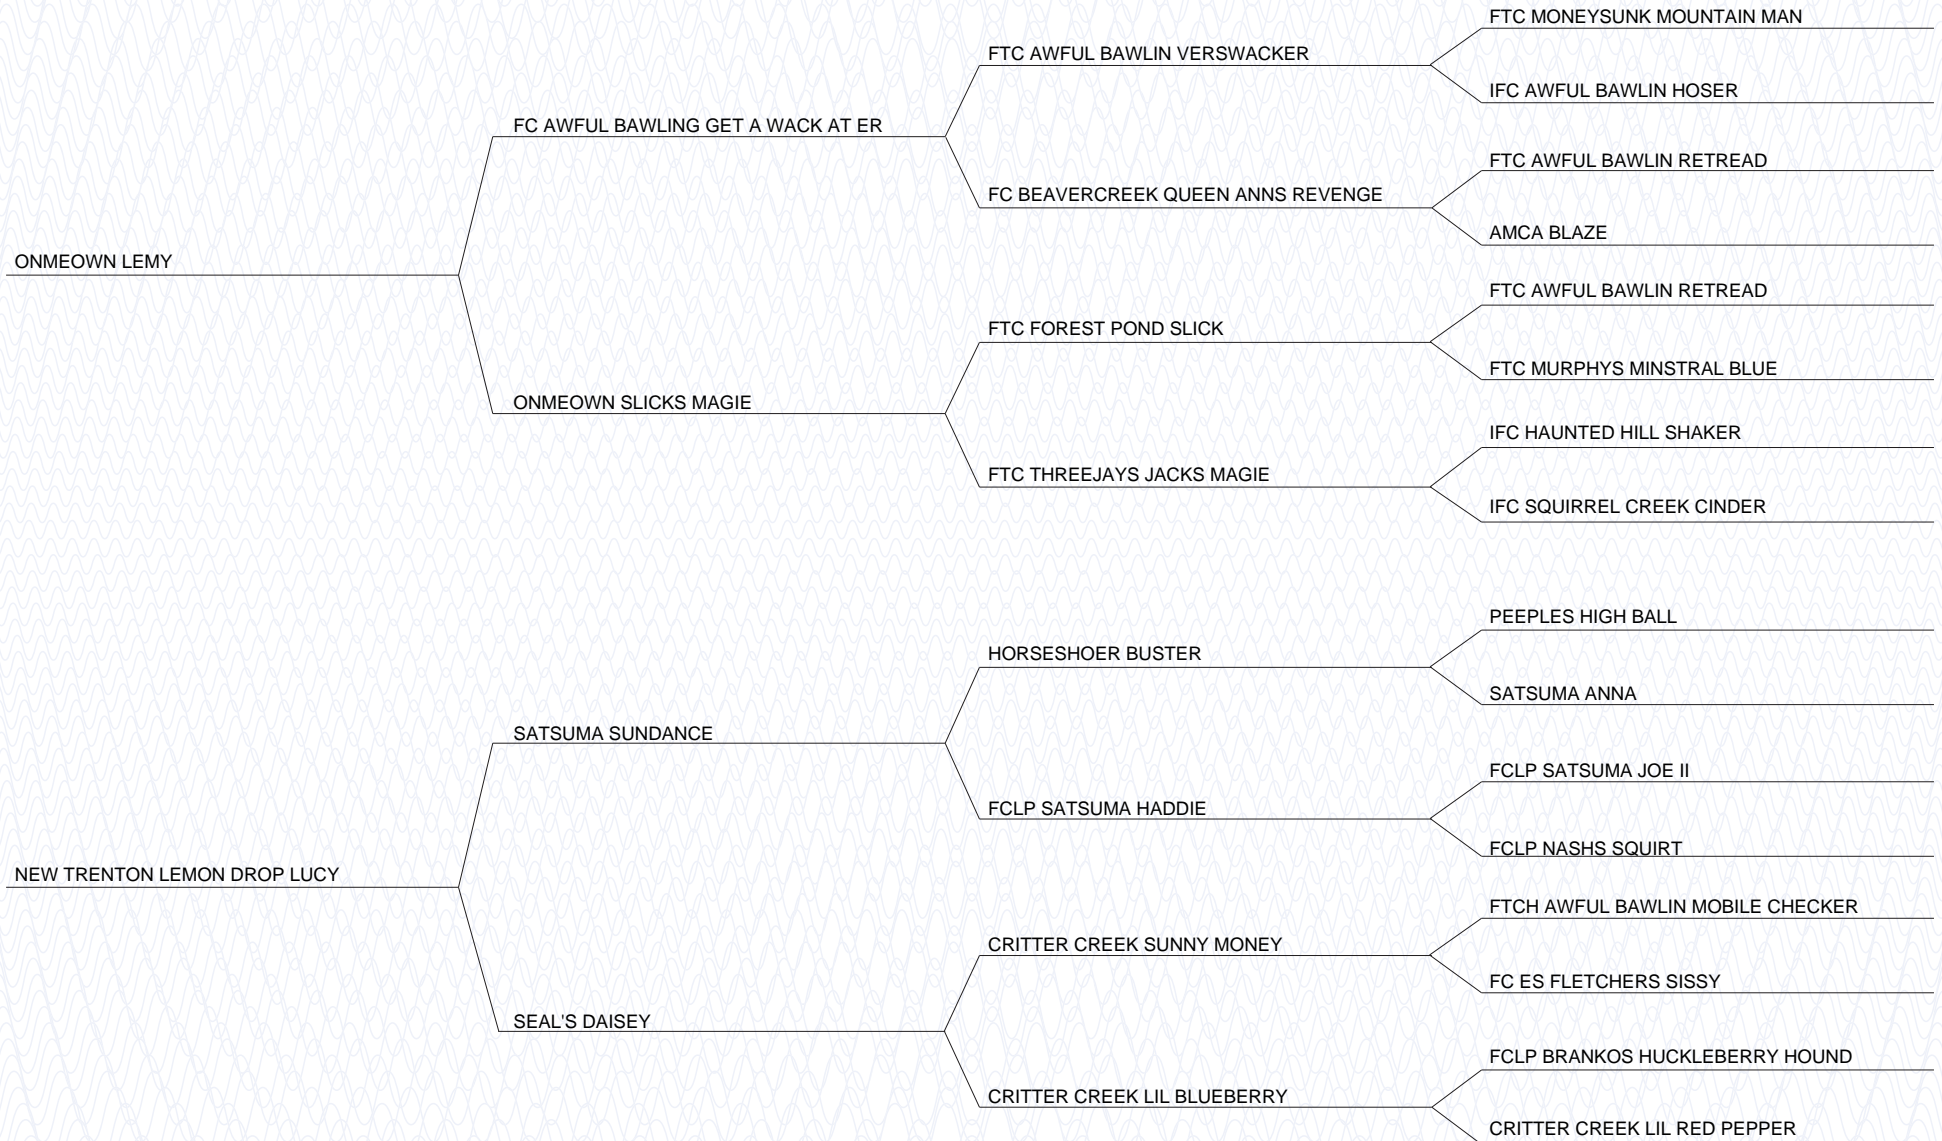 FTC MONEYSUNK MOUNTAIN MAN
FTC AWFUL BAWLIN VERSWACKER
IFC AWFUL BAWLIN HOSER
FC AWFUL BAWLING GET A WACK AT ER
FTC AWFUL BAWLIN RETREAD
FC BEAVERCREEK QUEEN ANNS REVENGE
AMCA BLAZE
ONMEOWN LEMY
FTC AWFUL BAWLIN RETREAD
FTC FOREST POND SLICK
FTC MURPHYS MINSTRAL BLUE
ONMEOWN SLICKS MAGIE
IFC HAUNTED HILL SHAKER
FTC THREEJAYS JACKS MAGIE
IFC SQUIRREL CREEK CINDER
PEEPLES HIGH BALL
HORSESHOER BUSTER
SATSUMA ANNA
SATSUMA SUNDANCE
FCLP SATSUMA JOE II
FCLP SATSUMA HADDIE
FCLP NASHS SQUIRT
NEW TRENTON LEMON DROP LUCY
FTCH AWFUL BAWLIN MOBILE CHECKER
CRITTER CREEK SUNNY MONEY
FC ES FLETCHERS SISSY
SEAL'S DAISEY
FCLP BRANKOS HUCKLEBERRY HOUND
CRITTER CREEK LIL BLUEBERRY
CRITTER CREEK LIL RED PEPPER